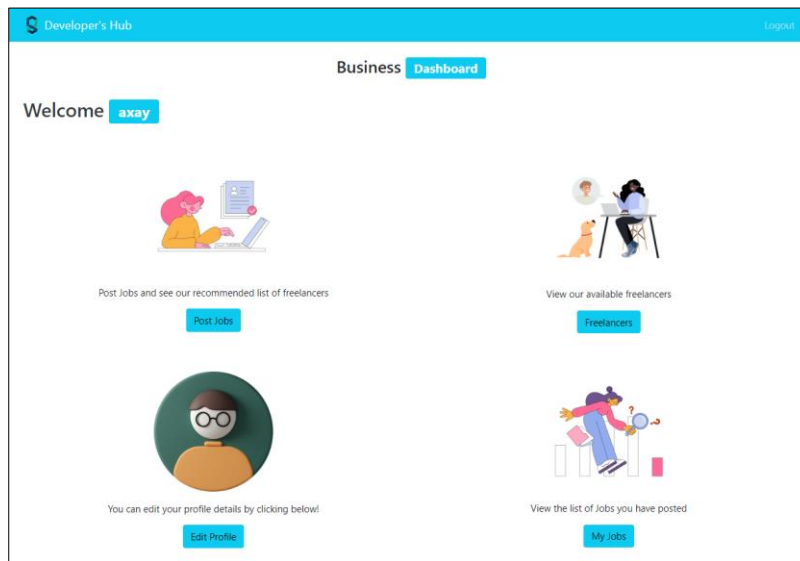 Developer's Hub
Logout
Business Dashboard
Welcome axay
Post Jobs and see our recommended list of freelancers
Post Jobs
View our available freelancers
Freelancers
You can edit your profile details by clicking below!
Edit Profile
? ?
View the list of Jobs you have posted
My Jobs